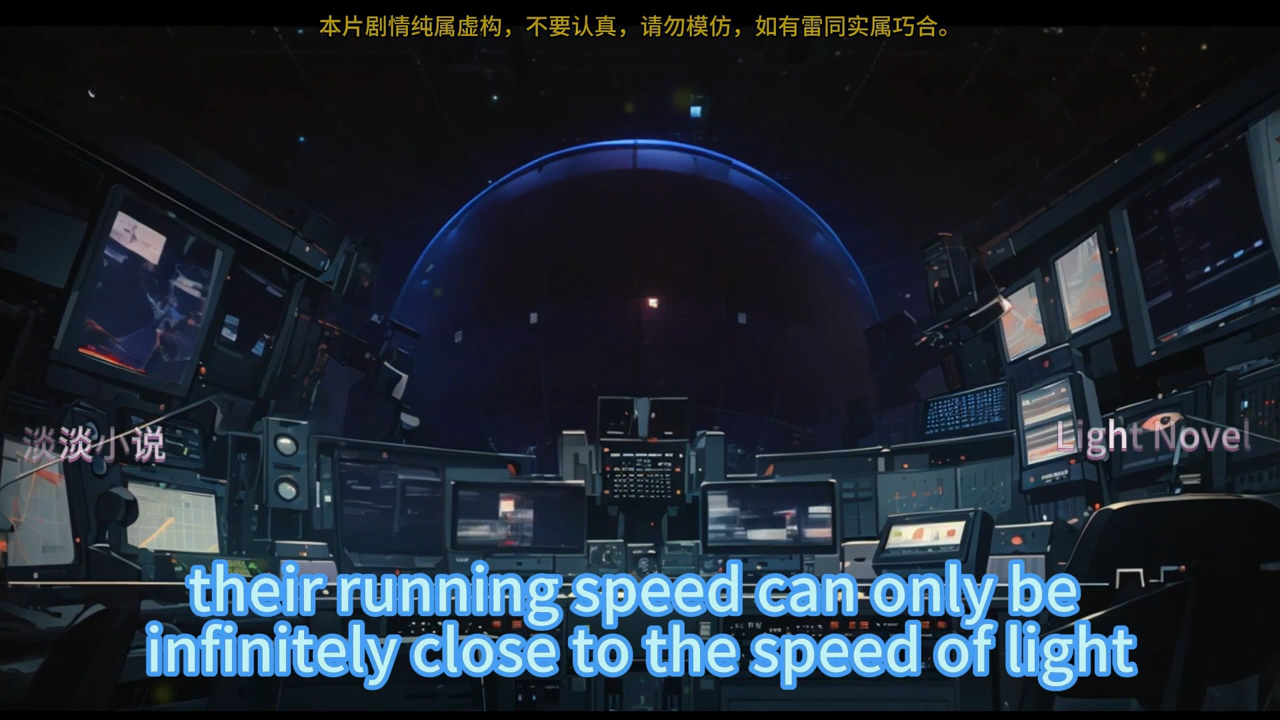 本片剧情纯属虚构，不要认真，请勿模仿，如有雷同实属巧合。
淡淡小说
Light Novel
their running speed can only be
infinitely close to the speed of light